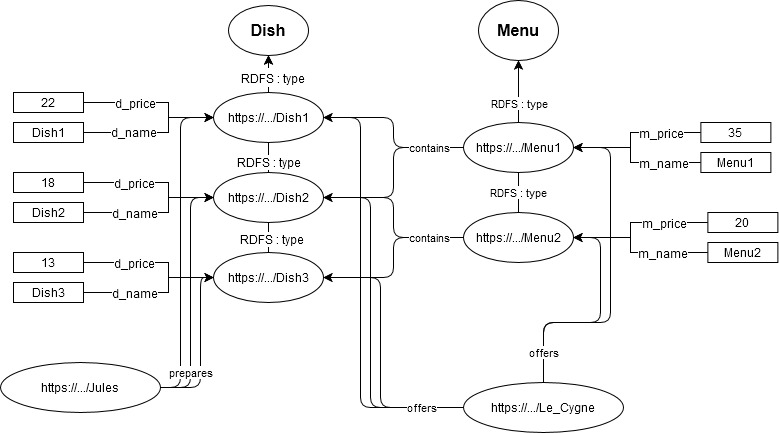 Dish
Menu
RDFS : type
22
d_price
https://.../Dish1
RDFS : type
Dish1
d_name
m_price
35
contains
https://.../Menu1
m_name
Menu1
RDFS : type
18
d_price
https://.../Dish2
RDFS : type
Dish2
d_name
m_price
20
RDFS : type
contains
https://.../Menu2
m_name
Menu2
13
d_price
https://.../Dish3
Dish3
d_name
offers
prepares
https://.../Jules
offers
https://.../Le_Cygne